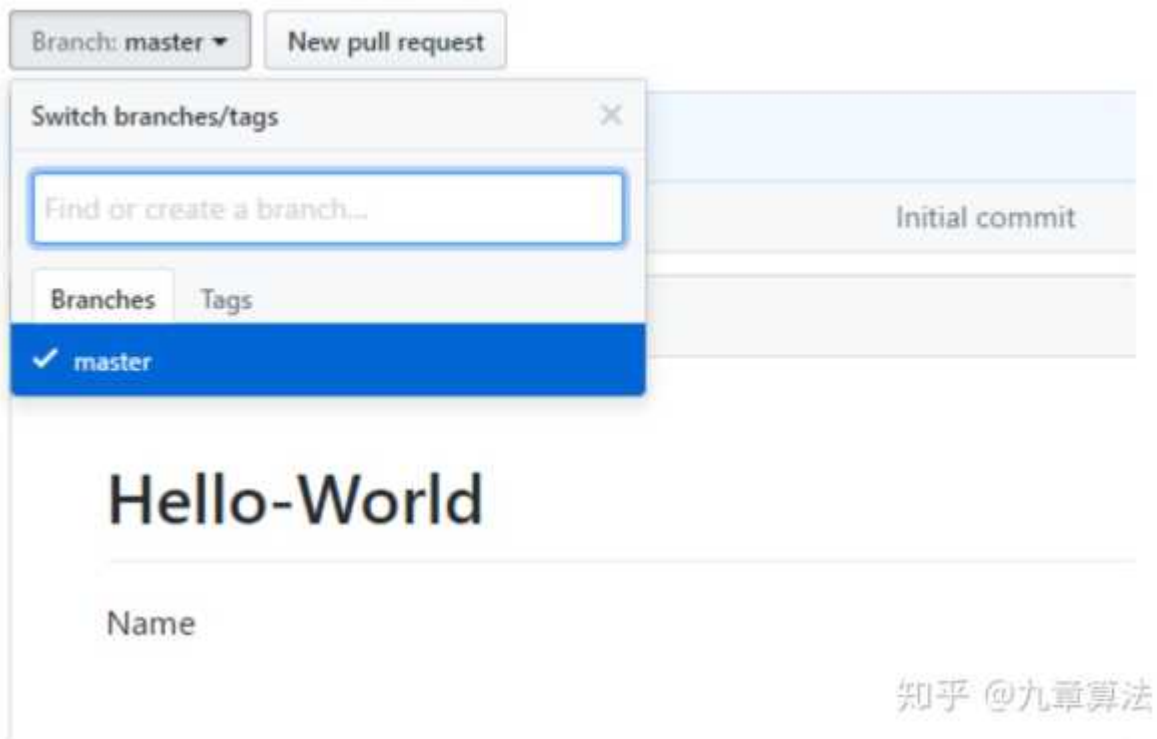 Branch: master New pull request
Switch branches/tags
Find or create a branch...
Initial commit
Branches Tags
master
Hello-World
Name
知乎 @九章算法